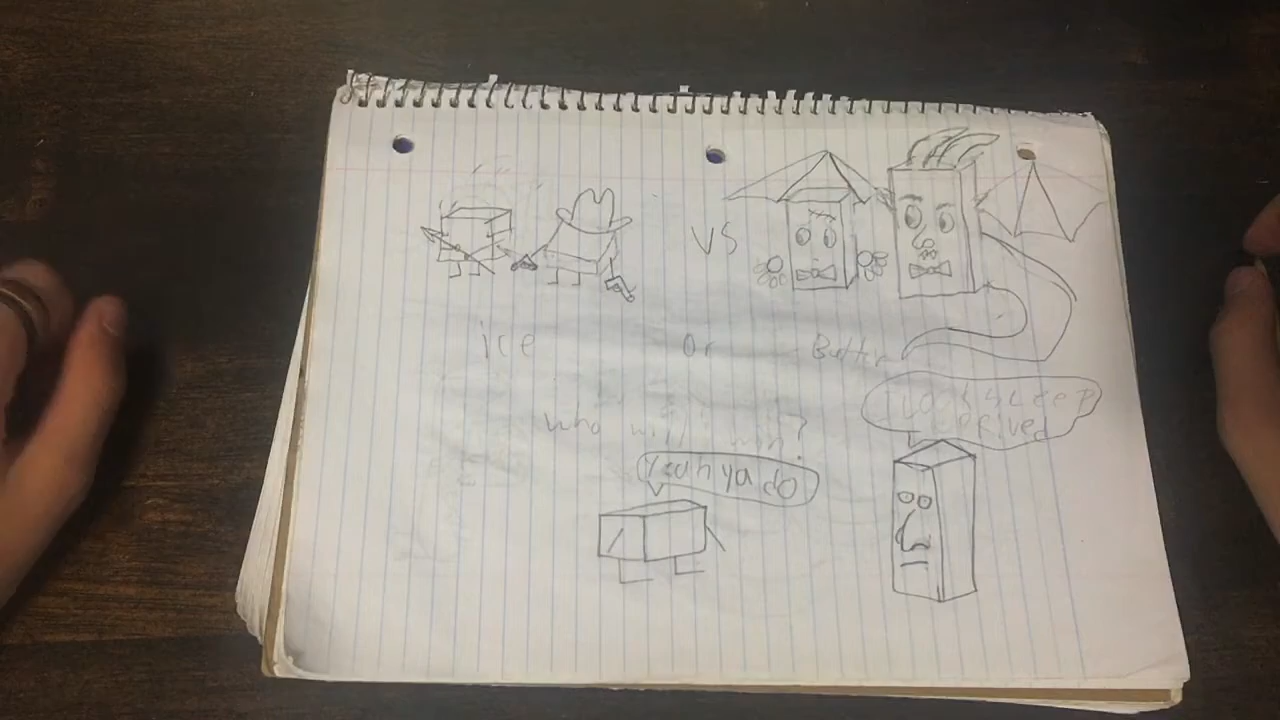 VS
ice or Butter
who will win?
I look sleep
Deprived
Yeah ya do